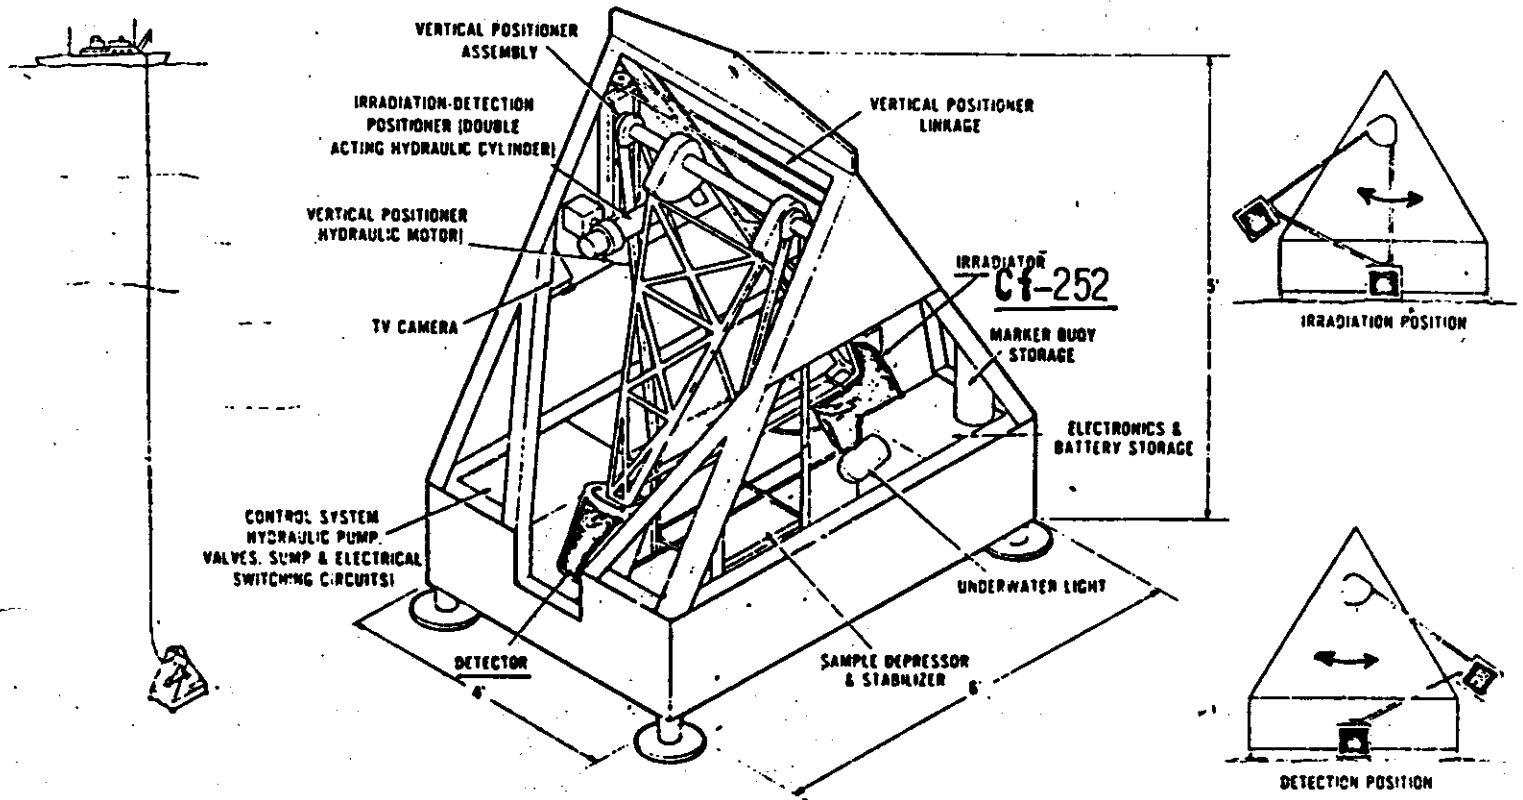 VERTICAL POSITIONER
ASSEMBLY
IRRADIATION-DETECTION
POSITIONER (DOUBLE
ACTING HYDRAULIC CYLINDER)
VERTICAL POSITIONER
HYDRAULIC MOTOR)
TV CAMERA
VERTICAL POSITIONER
LINKAGE
IRRADIATOR
Cf-252
MARKER BUOY
STORAGE
ELECTRONICS &
BATTERY STORAGE
5'
CONTROL SYSTEM
HYDRAULIC PUMP.
VALVES. SUMP & ELECTRICAL
SWITCHING CIRCUITS)
DETECTOR
4'
SAMPLE DEPRESSOR
& STABILIZER
6'
UNDERWATER LIGHT
IRRADIATION POSITION
DETECTION POSITION